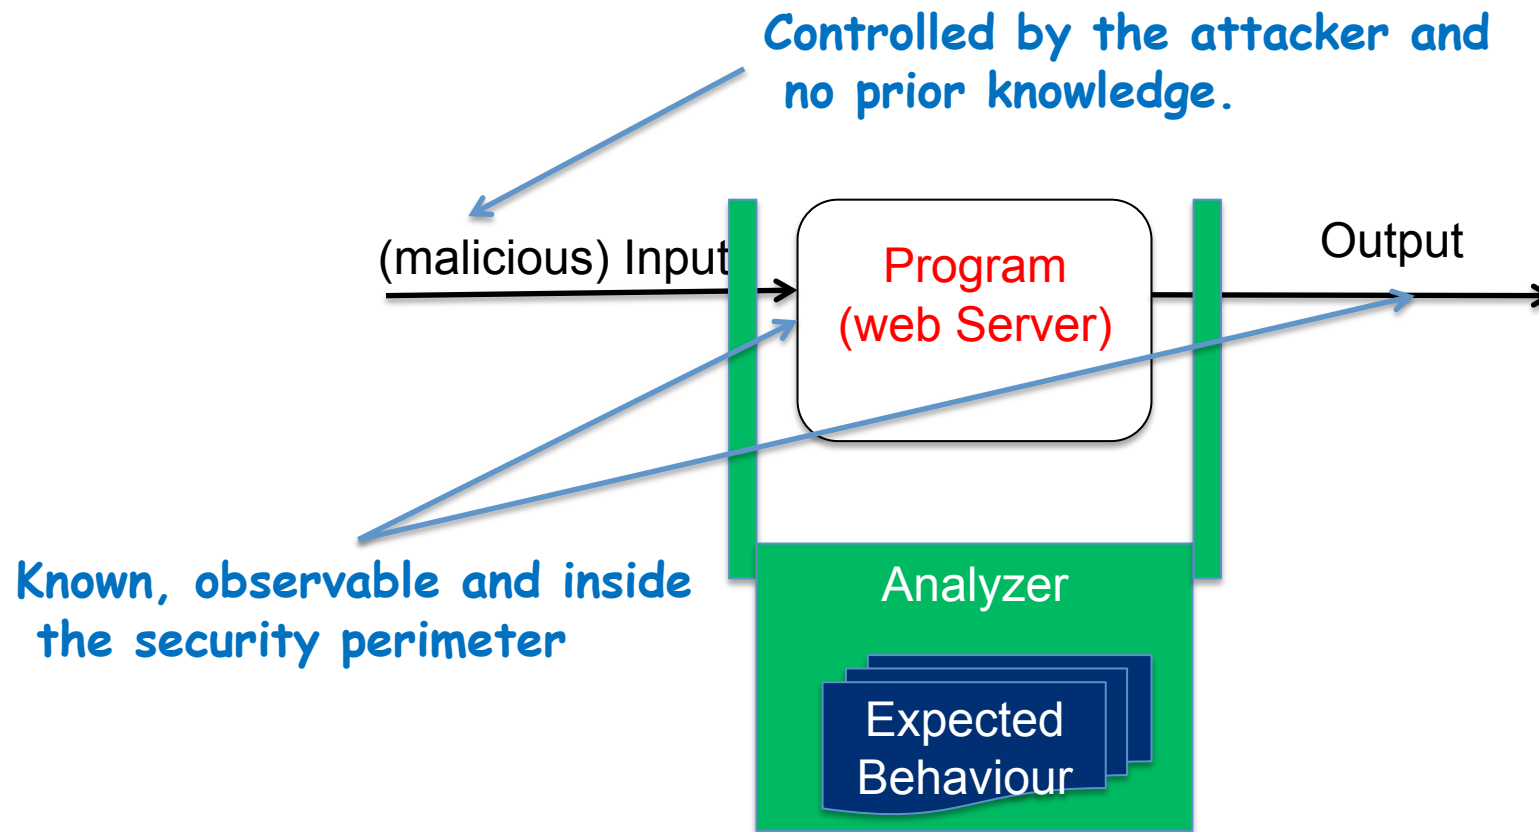 Controlled by the attacker and
no prior knowledge.
(malicious) Input
Program
(web Server)
Output
Known, observable and inside
the security perimeter
Analyzer
Expected
Behaviour